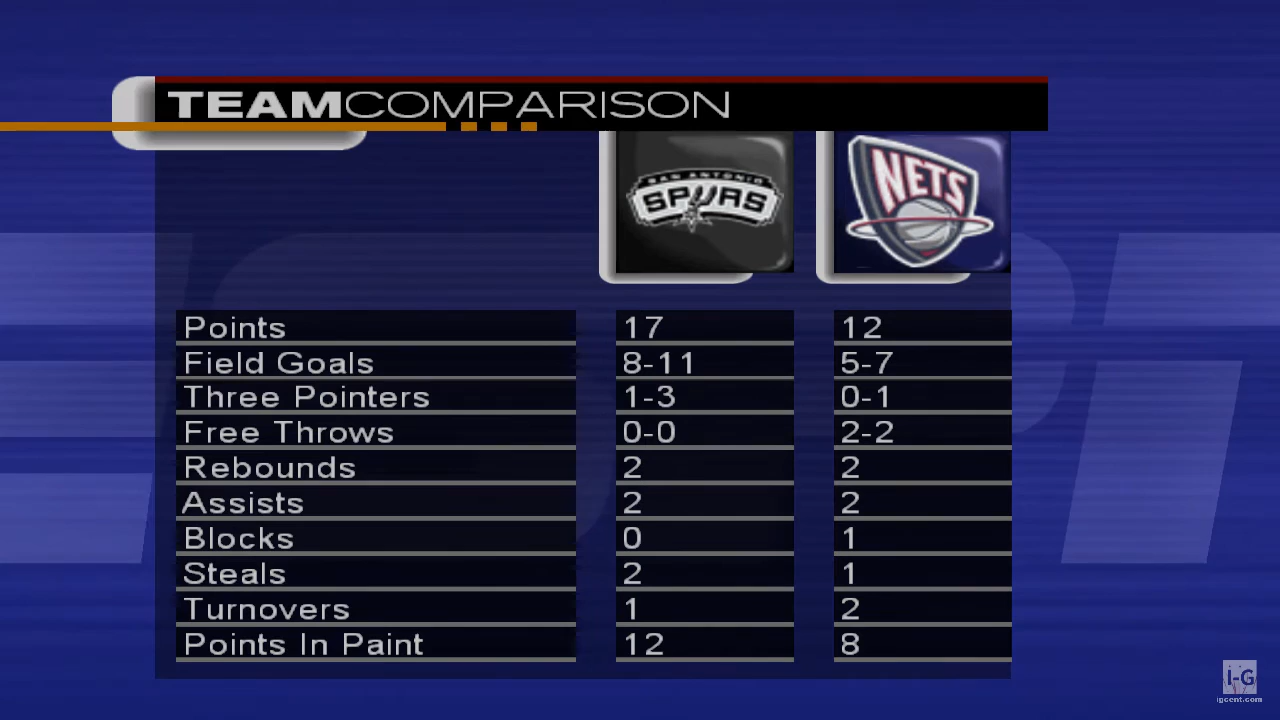 TEAMCOMPARISON
SAN ANTONIO
SPURS
NETS
Points 17 12
Field Goals 8-11 5-7
Three Pointers 1-3 0-1
Free Throws 0-0 2-2
Rebounds 2 2
Assists 2 2
Blocks 0 1
Steals 2 1
Turnovers 1 2
Points In Paint 12 8
I-G
igcent.com